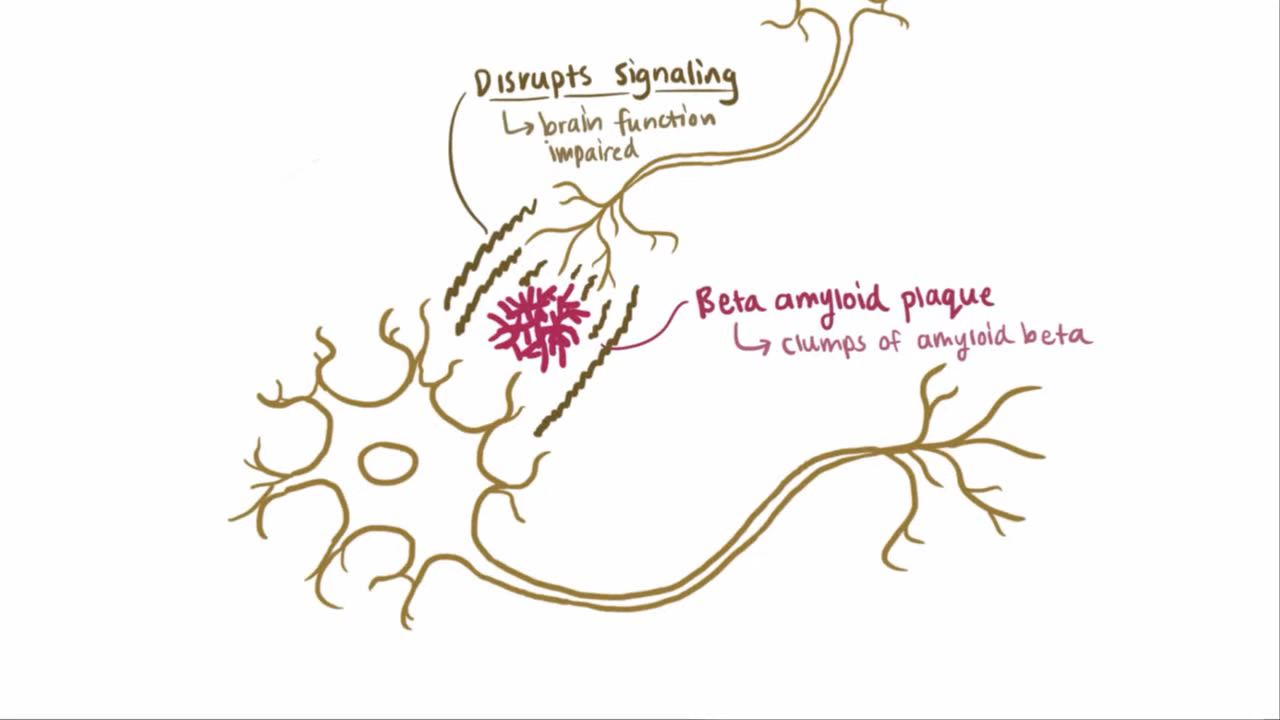 Disrupts signaling
↳ brain function
impaired
Beta amyloid plaque
↳ clumps of amyloid beta